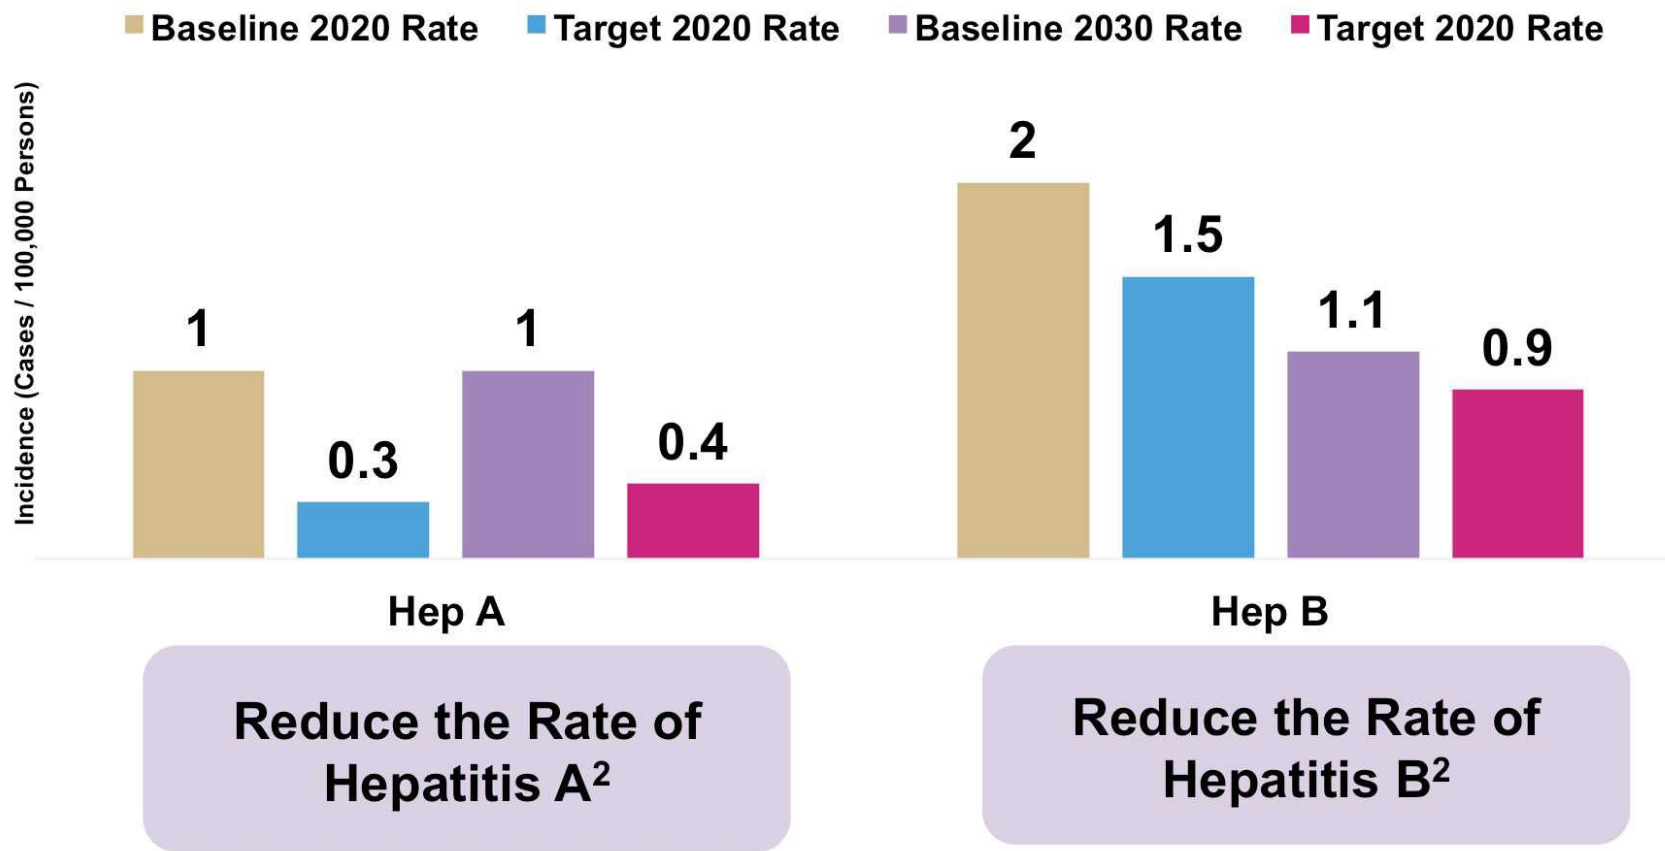 Baseline 2020 Rate Target 2020 Rate Baseline 2030 Rate Target 2020 Rate
Incidence (Cases / 100,000 Persons)
1
0.3
1
0.4
2
1.5
1.1
0.9
Hep A
Hep B
Reduce the Rate of
Hepatitis A²
Reduce the Rate of
Hepatitis B²